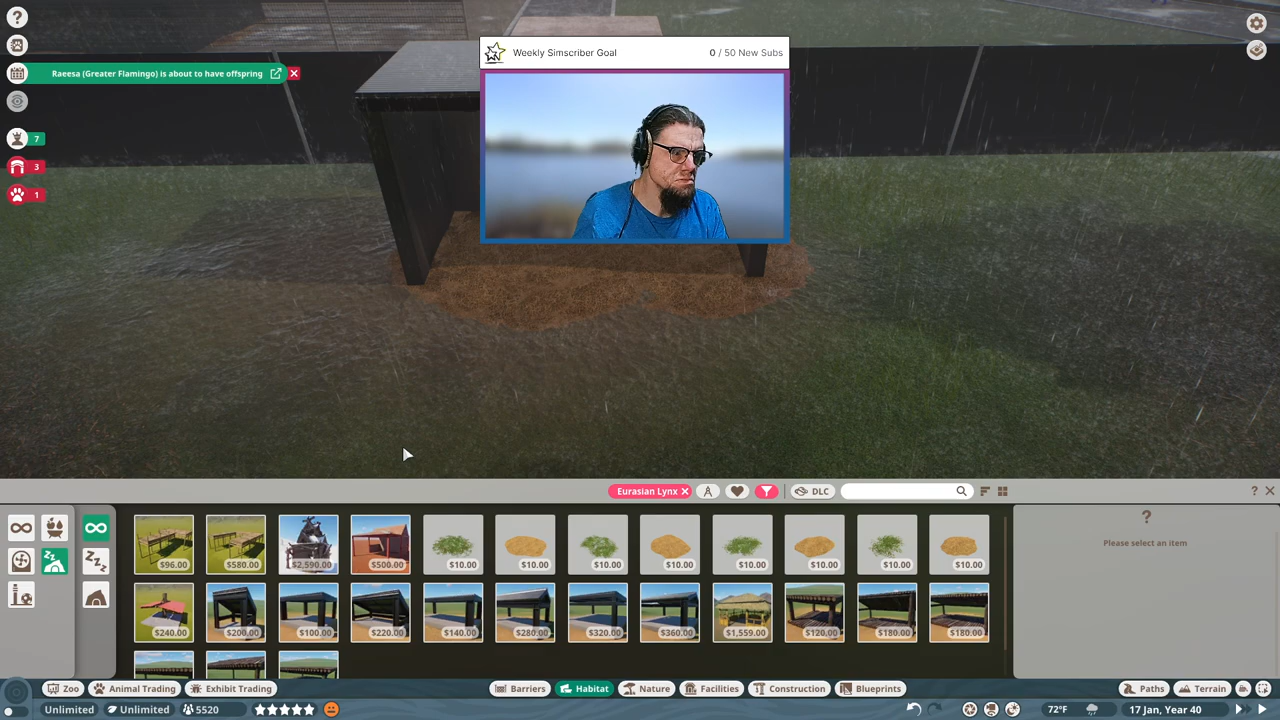 Weekly Simscriber Goal 0 / 50 New Subs
Raeesa (Greater Flamingo) is about to have offspring
7
3
1
Eurasian Lynx
DLC
$96.00 $580.00 $2,590.00 $500.00 $10.00 $10.00 $10.00 $10.00 $10.00 $10.00 $10.00 $10.00
Please select an item
$240.00 $200.00 $100.00 $220.00 $140.00 $280.00 $320.00 $360.00 $1,559.00 $120.00 $180.00 $180.00
Zoo Animal Trading Exhibit Trading Barriers Habitat Nature Facilities Construction Blueprints Paths Terrain
Unlimited Unlimited 5520 72°F 17 Jan, Year 40